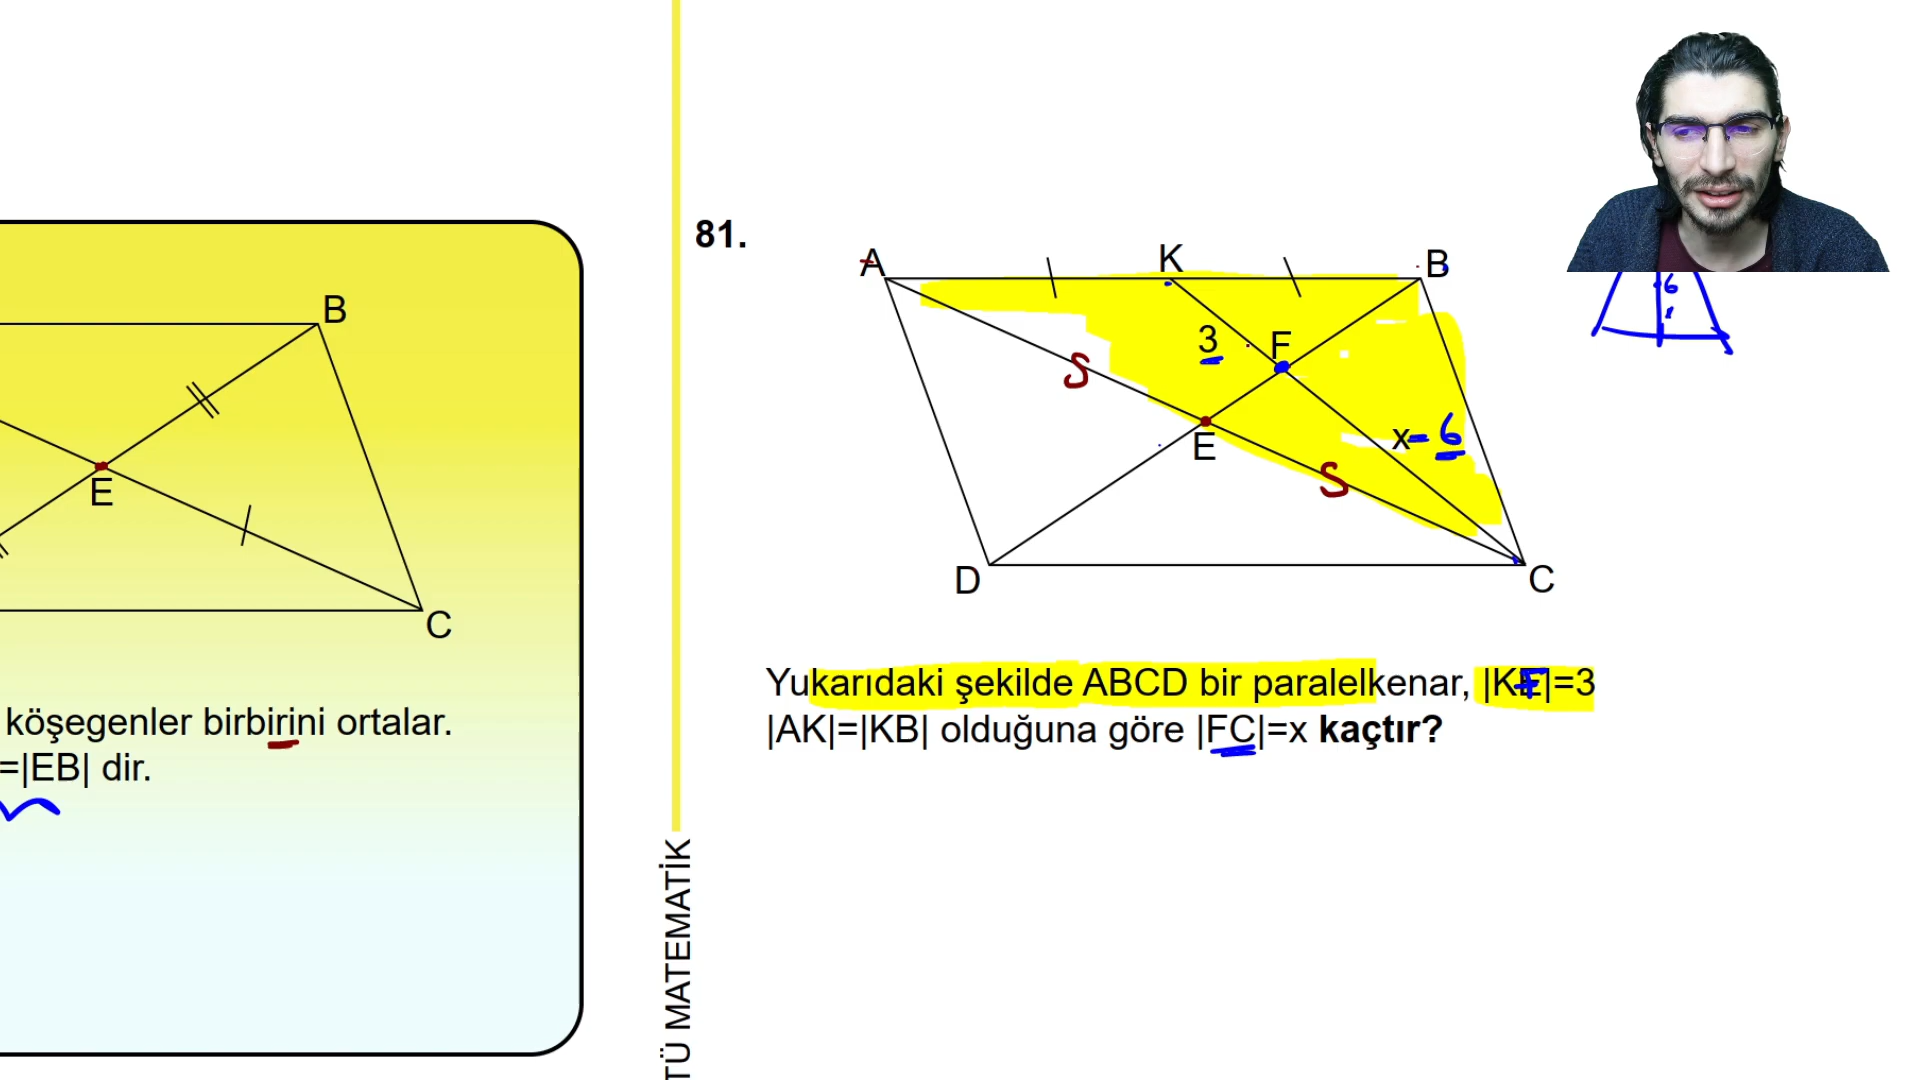 B
E
C
köşegenler birbirini ortalar.
=|EB| dir.
TÜ MATEMATİK
81.
A
K
B
3
F
S
E
x=6
S
D
C
Yukarıdaki şekilde ABCD bir paralelkenar, |KF|=3
|AK|=|KB| olduğuna göre |FC|=x kaçtır?
6